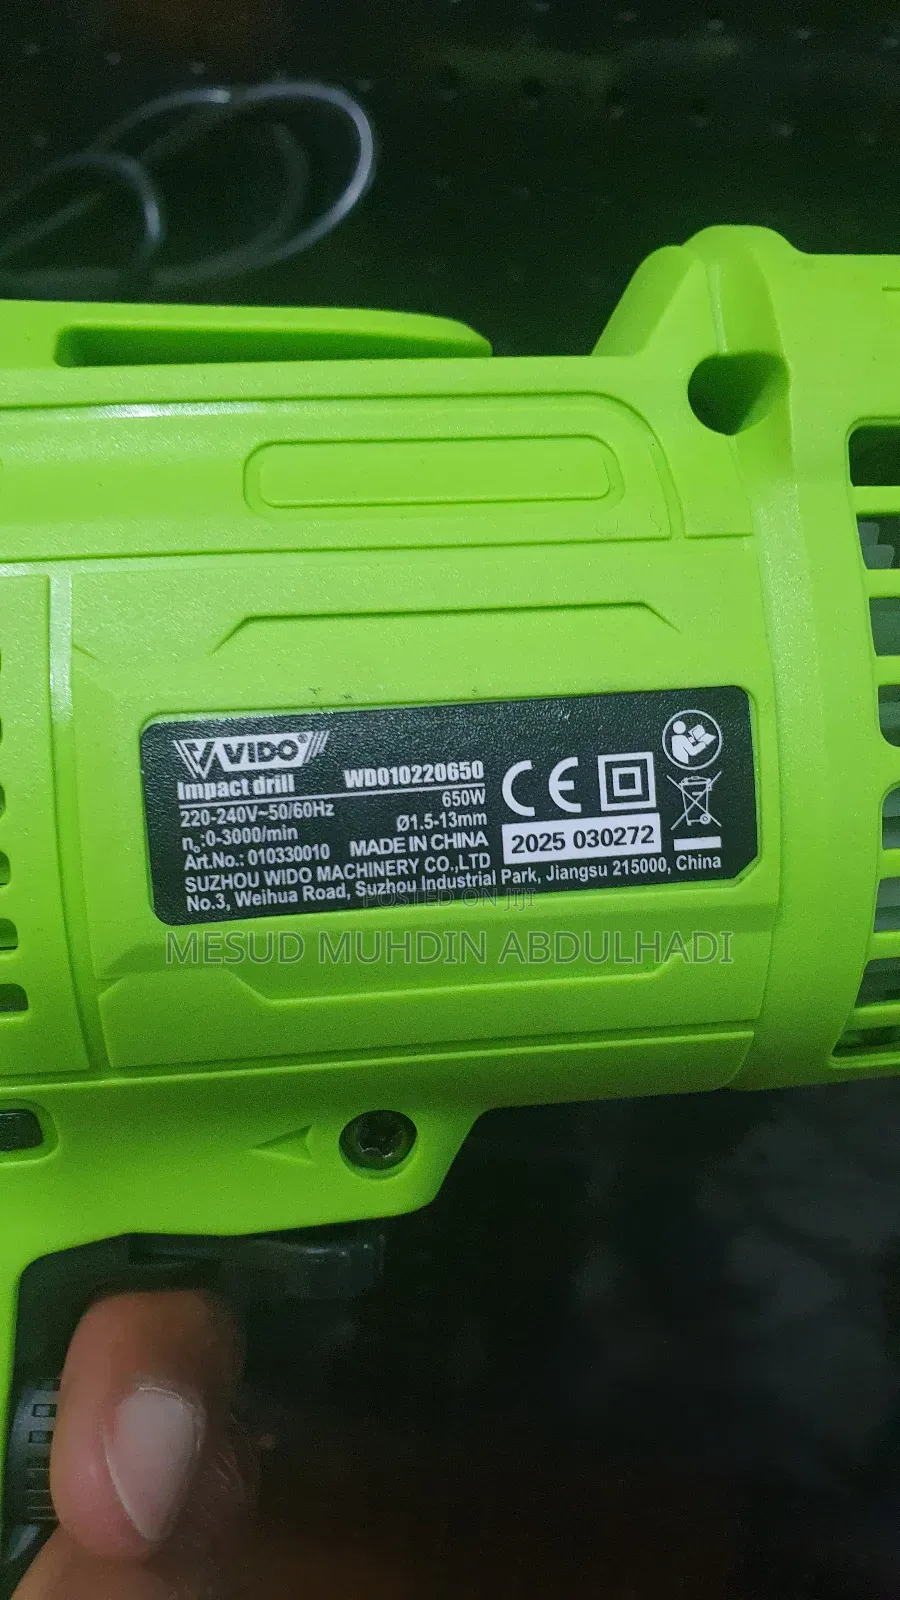 VIDO®
Impact drill WD010220650
220-240V~50/60Hz 650W
n₀:0-3000/min Ø1.5-13mm
Art.No.: 010330010 MADE IN CHINA
CE
2025 030272
SUZHOU WIDO MACHINERY CO.,LTD
No.3, Weihua Road, Suzhou Industrial Park, Jiangsu 215000, China
POSTED ON JIJI
MESUD MUHDIN ABDULHADI